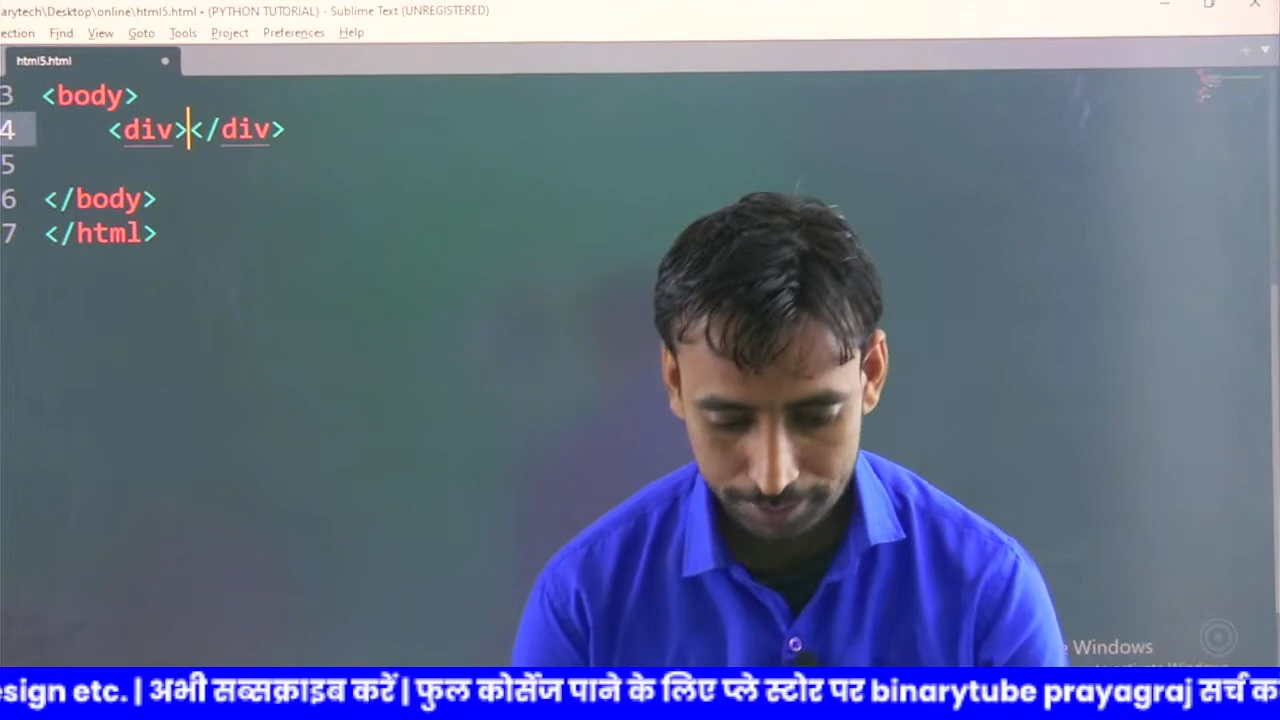 arytech\Desktop\online\html5.html • (PYTHON TUTORIAL) - Sublime Text (UNREGISTERED)
ection Find View Goto Tools Project Preferences Help
html5.html
3 <body>
4 <div></div>
5
6 </body>
7 </html>
Windows
esign etc. | अभी सब्सक्राइब करें | फुल कोर्सेज पाने के लिए प्ले स्टोर पर binarytube prayagraj सर्च क